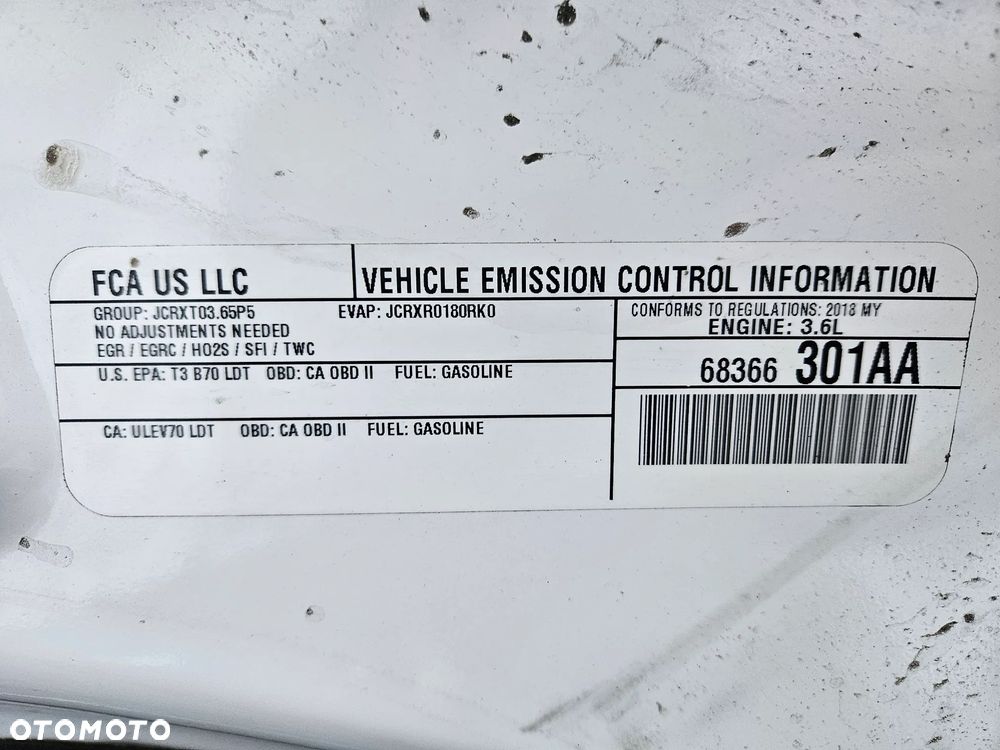 FCA US LLC
VEHICLE EMISSION CONTROL INFORMATION
GROUP: JCRXT03.65P5 EVAP: JCRXR0180RK0
NO ADJUSTMENTS NEEDED
EGR / EGRC / HO2S / SFI / TWC
CONFORMS TO REGULATIONS: 2018 MY
ENGINE: 3.6L
68366 301AA
U.S. EPA: T3 B70 LDT OBD: CA OBD II FUEL: GASOLINE
CA: ULEV70 LDT OBD: CA OBD II FUEL: GASOLINE
OTOMOTO